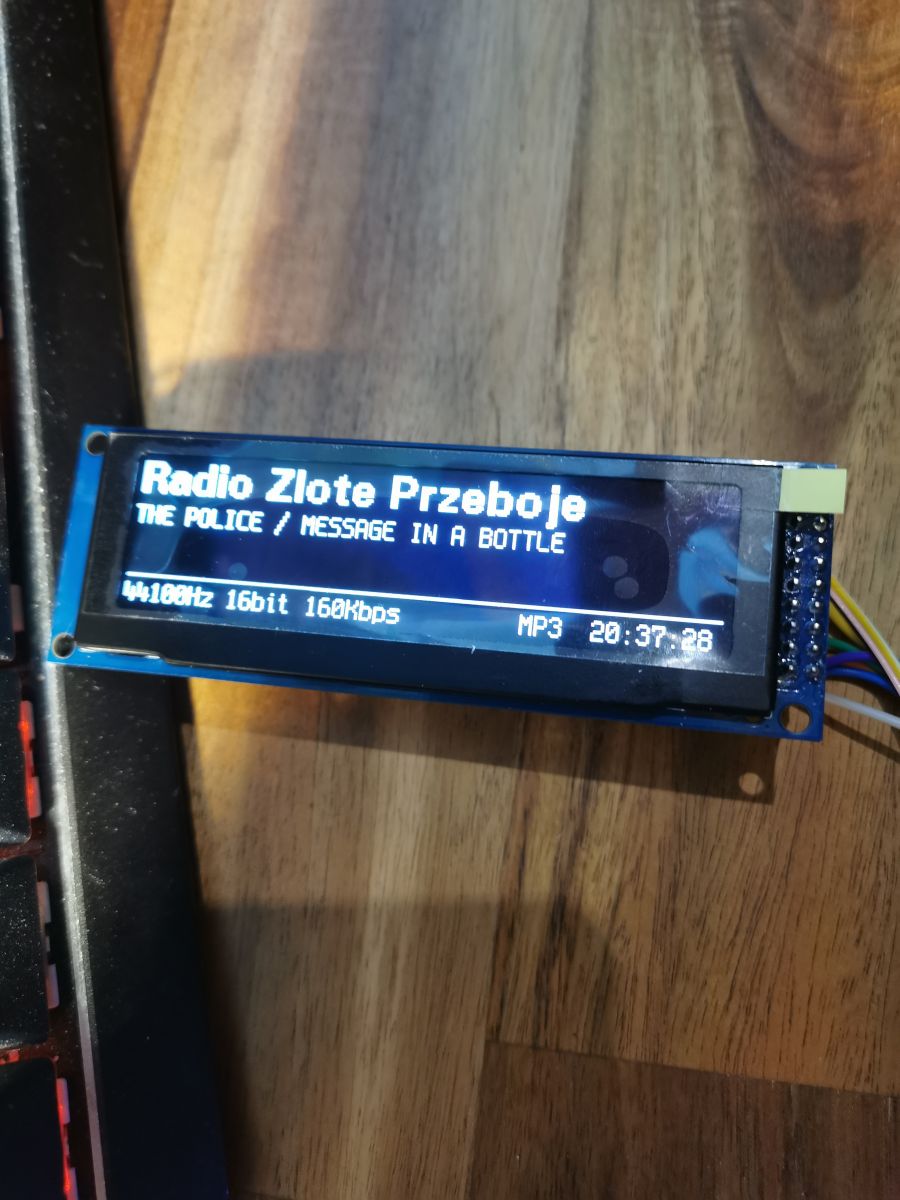 Radio Zlote Przeboje
THE POLICE / MESSAGE IN A BOTTLE
44100Hz 16bit 160Kbps MP3 20:37:28